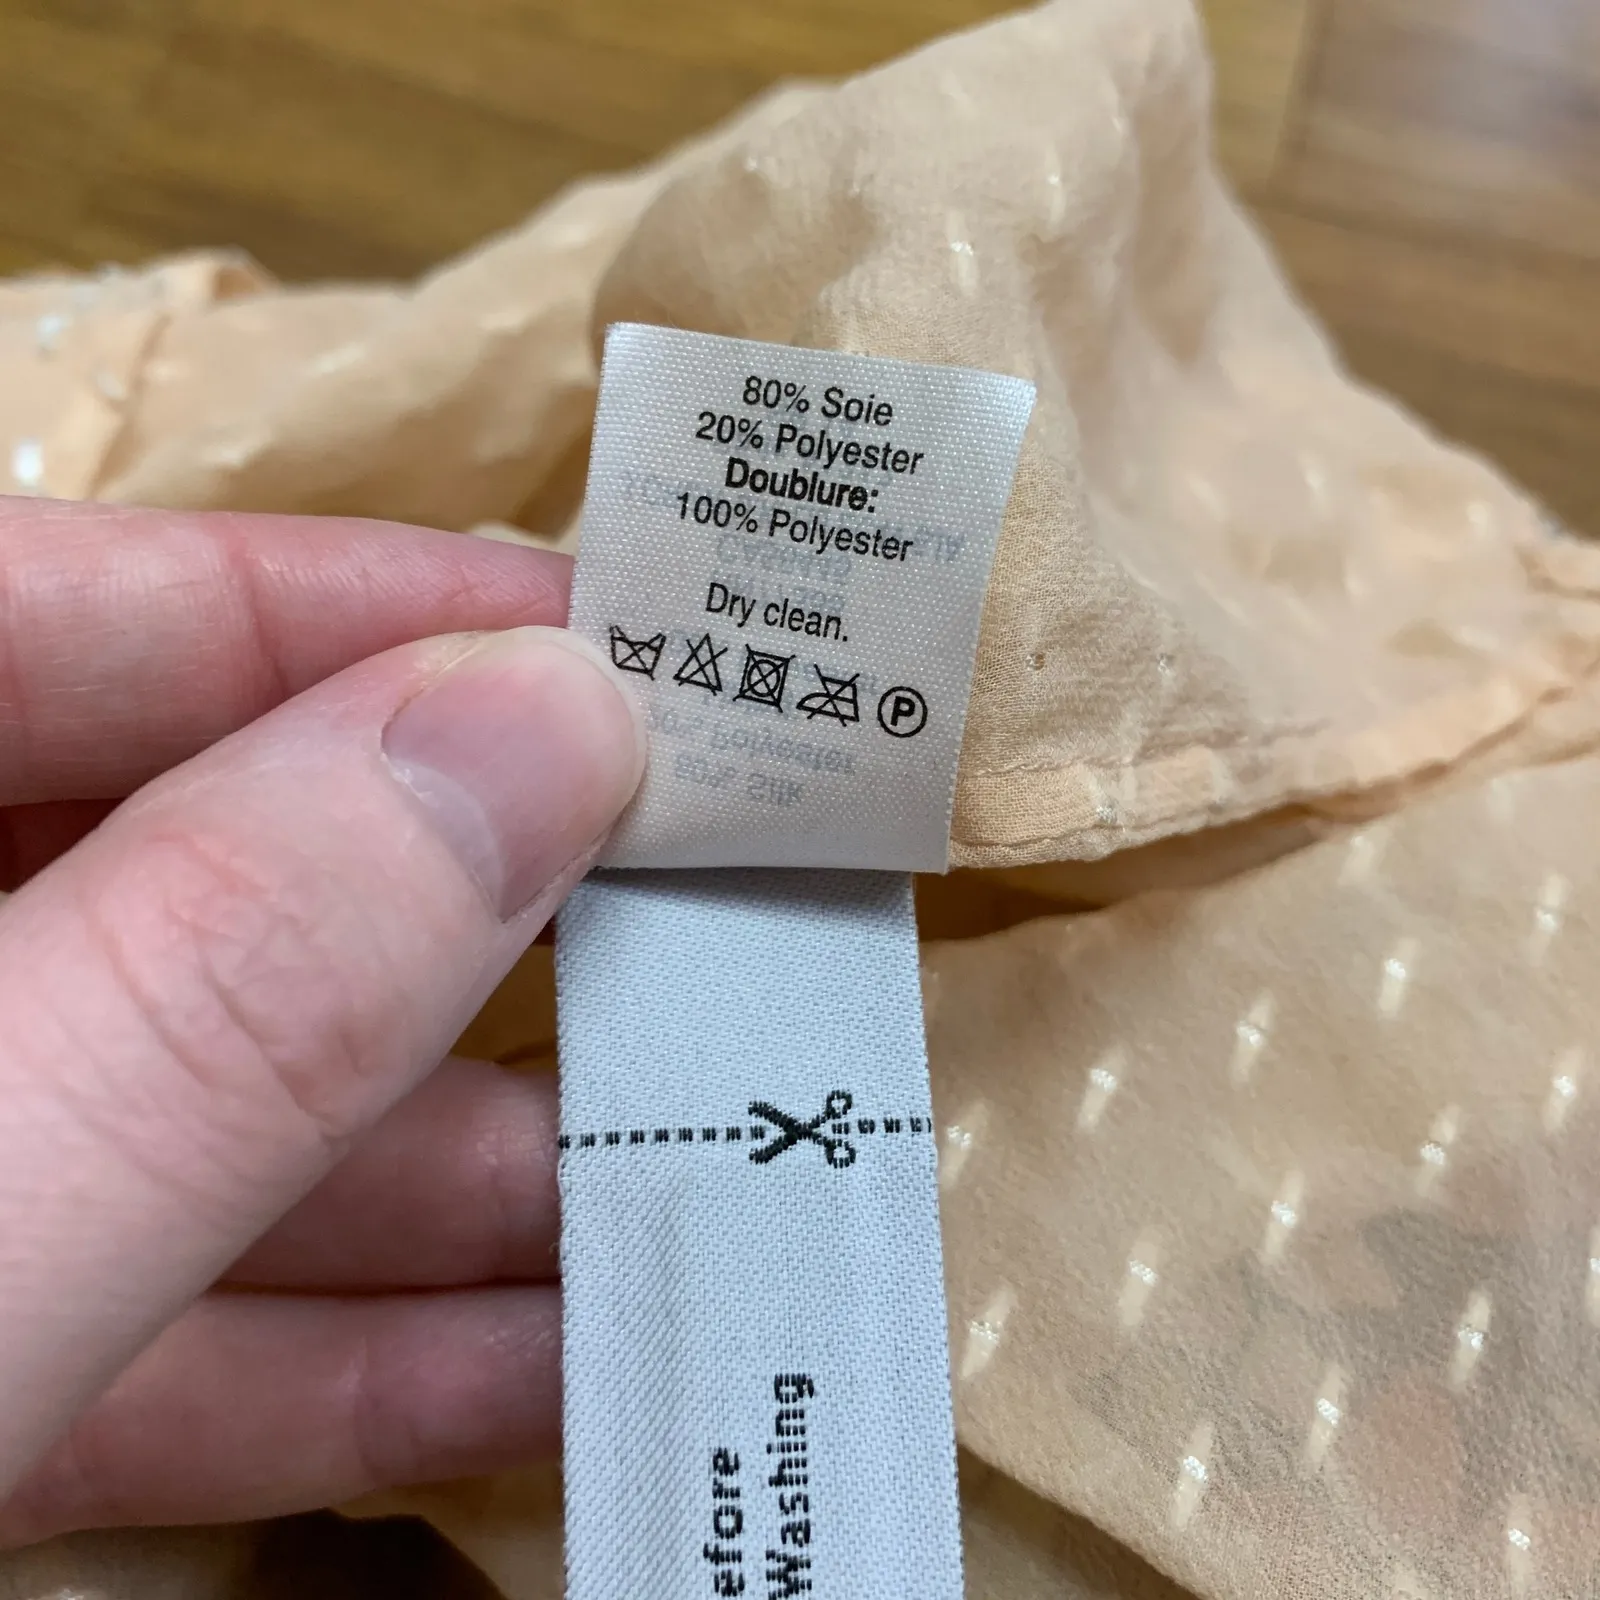 80% Soie
20% Polyester
Doublure:
100% Polyester
Dry clean.
P
efore
Washing